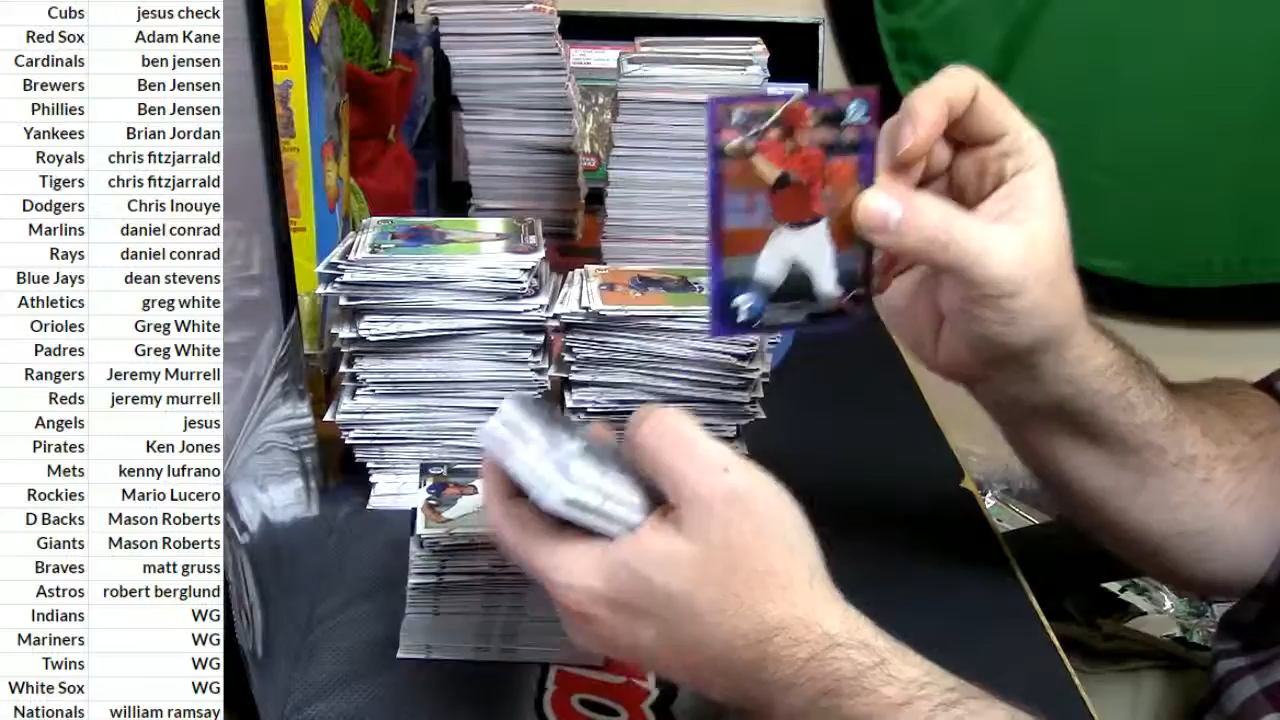 Cubs jesus check
Red Sox Adam Kane
Cardinals ben jensen
Brewers Ben Jensen
Phillies Ben Jensen
Yankees Brian Jordan
Royals chris fitzjarrald
Tigers chris fitzjarrald
Dodgers Chris Inouye
Marlins daniel conrad
Rays daniel conrad
Blue Jays dean stevens
Athletics greg white
Orioles Greg White
Padres Greg White
Rangers Jeremy Murrell
Reds jeremy murrell
Angels jesus
Pirates Ken Jones
Mets kenny lufrano
Rockies Mario Lucero
D Backs Mason Roberts
Giants Mason Roberts
Braves matt gruss
Astros robert berglund
Indians WG
Mariners WG
Twins WG
White Sox WG
Nationals william ramsay